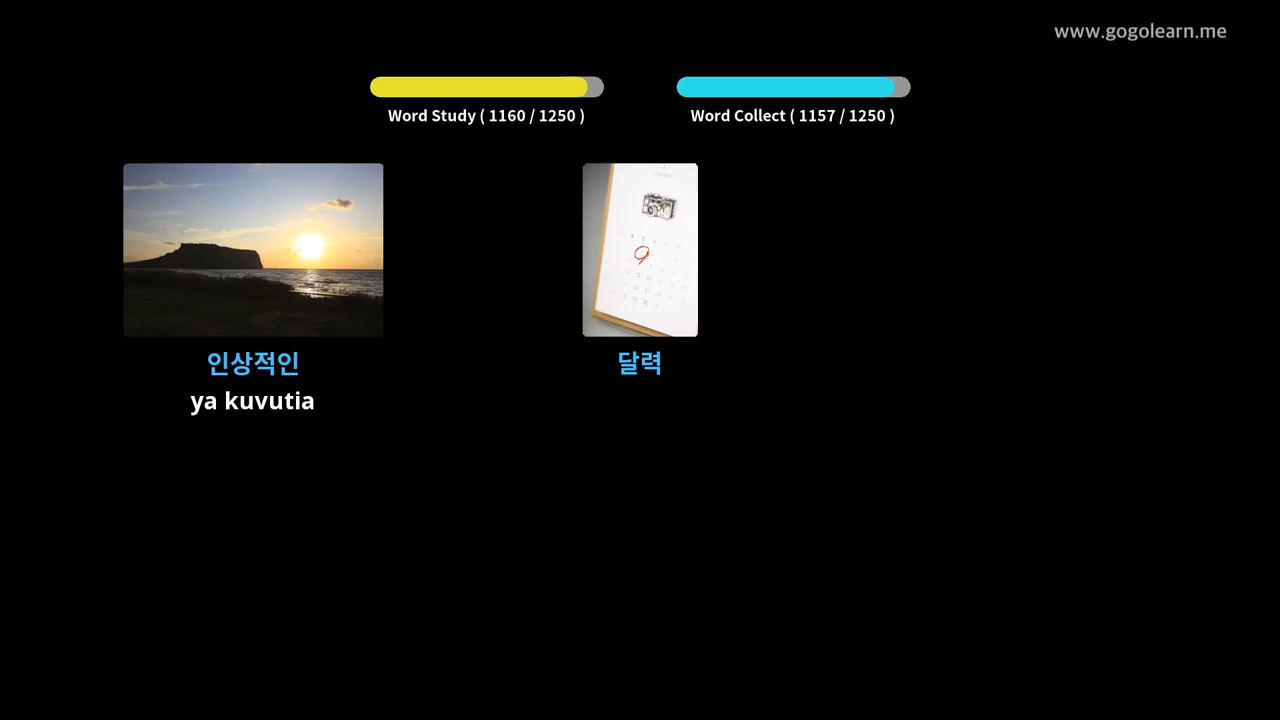 www.gogolearn.me
Word Study ( 1160 / 1250 )
Word Collect ( 1157 / 1250 )
인상적인
ya kuvutia
달력